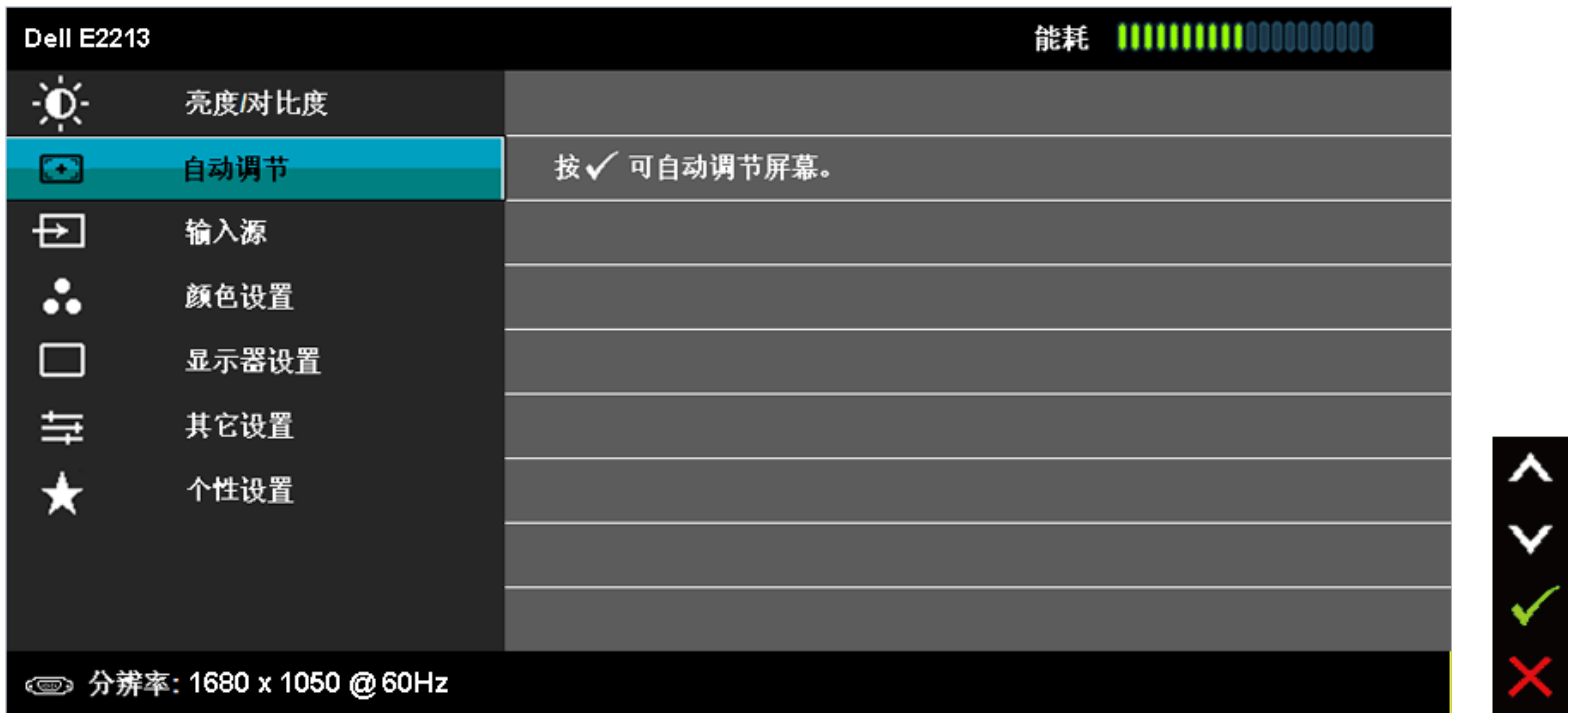 Dell E2213 能耗
亮度/对比度
自动调节 按✓ 可自动调节屏幕。
输入源
颜色设置
显示器设置
其它设置
个性设置
分辨率: 1680 x 1050 @ 60Hz